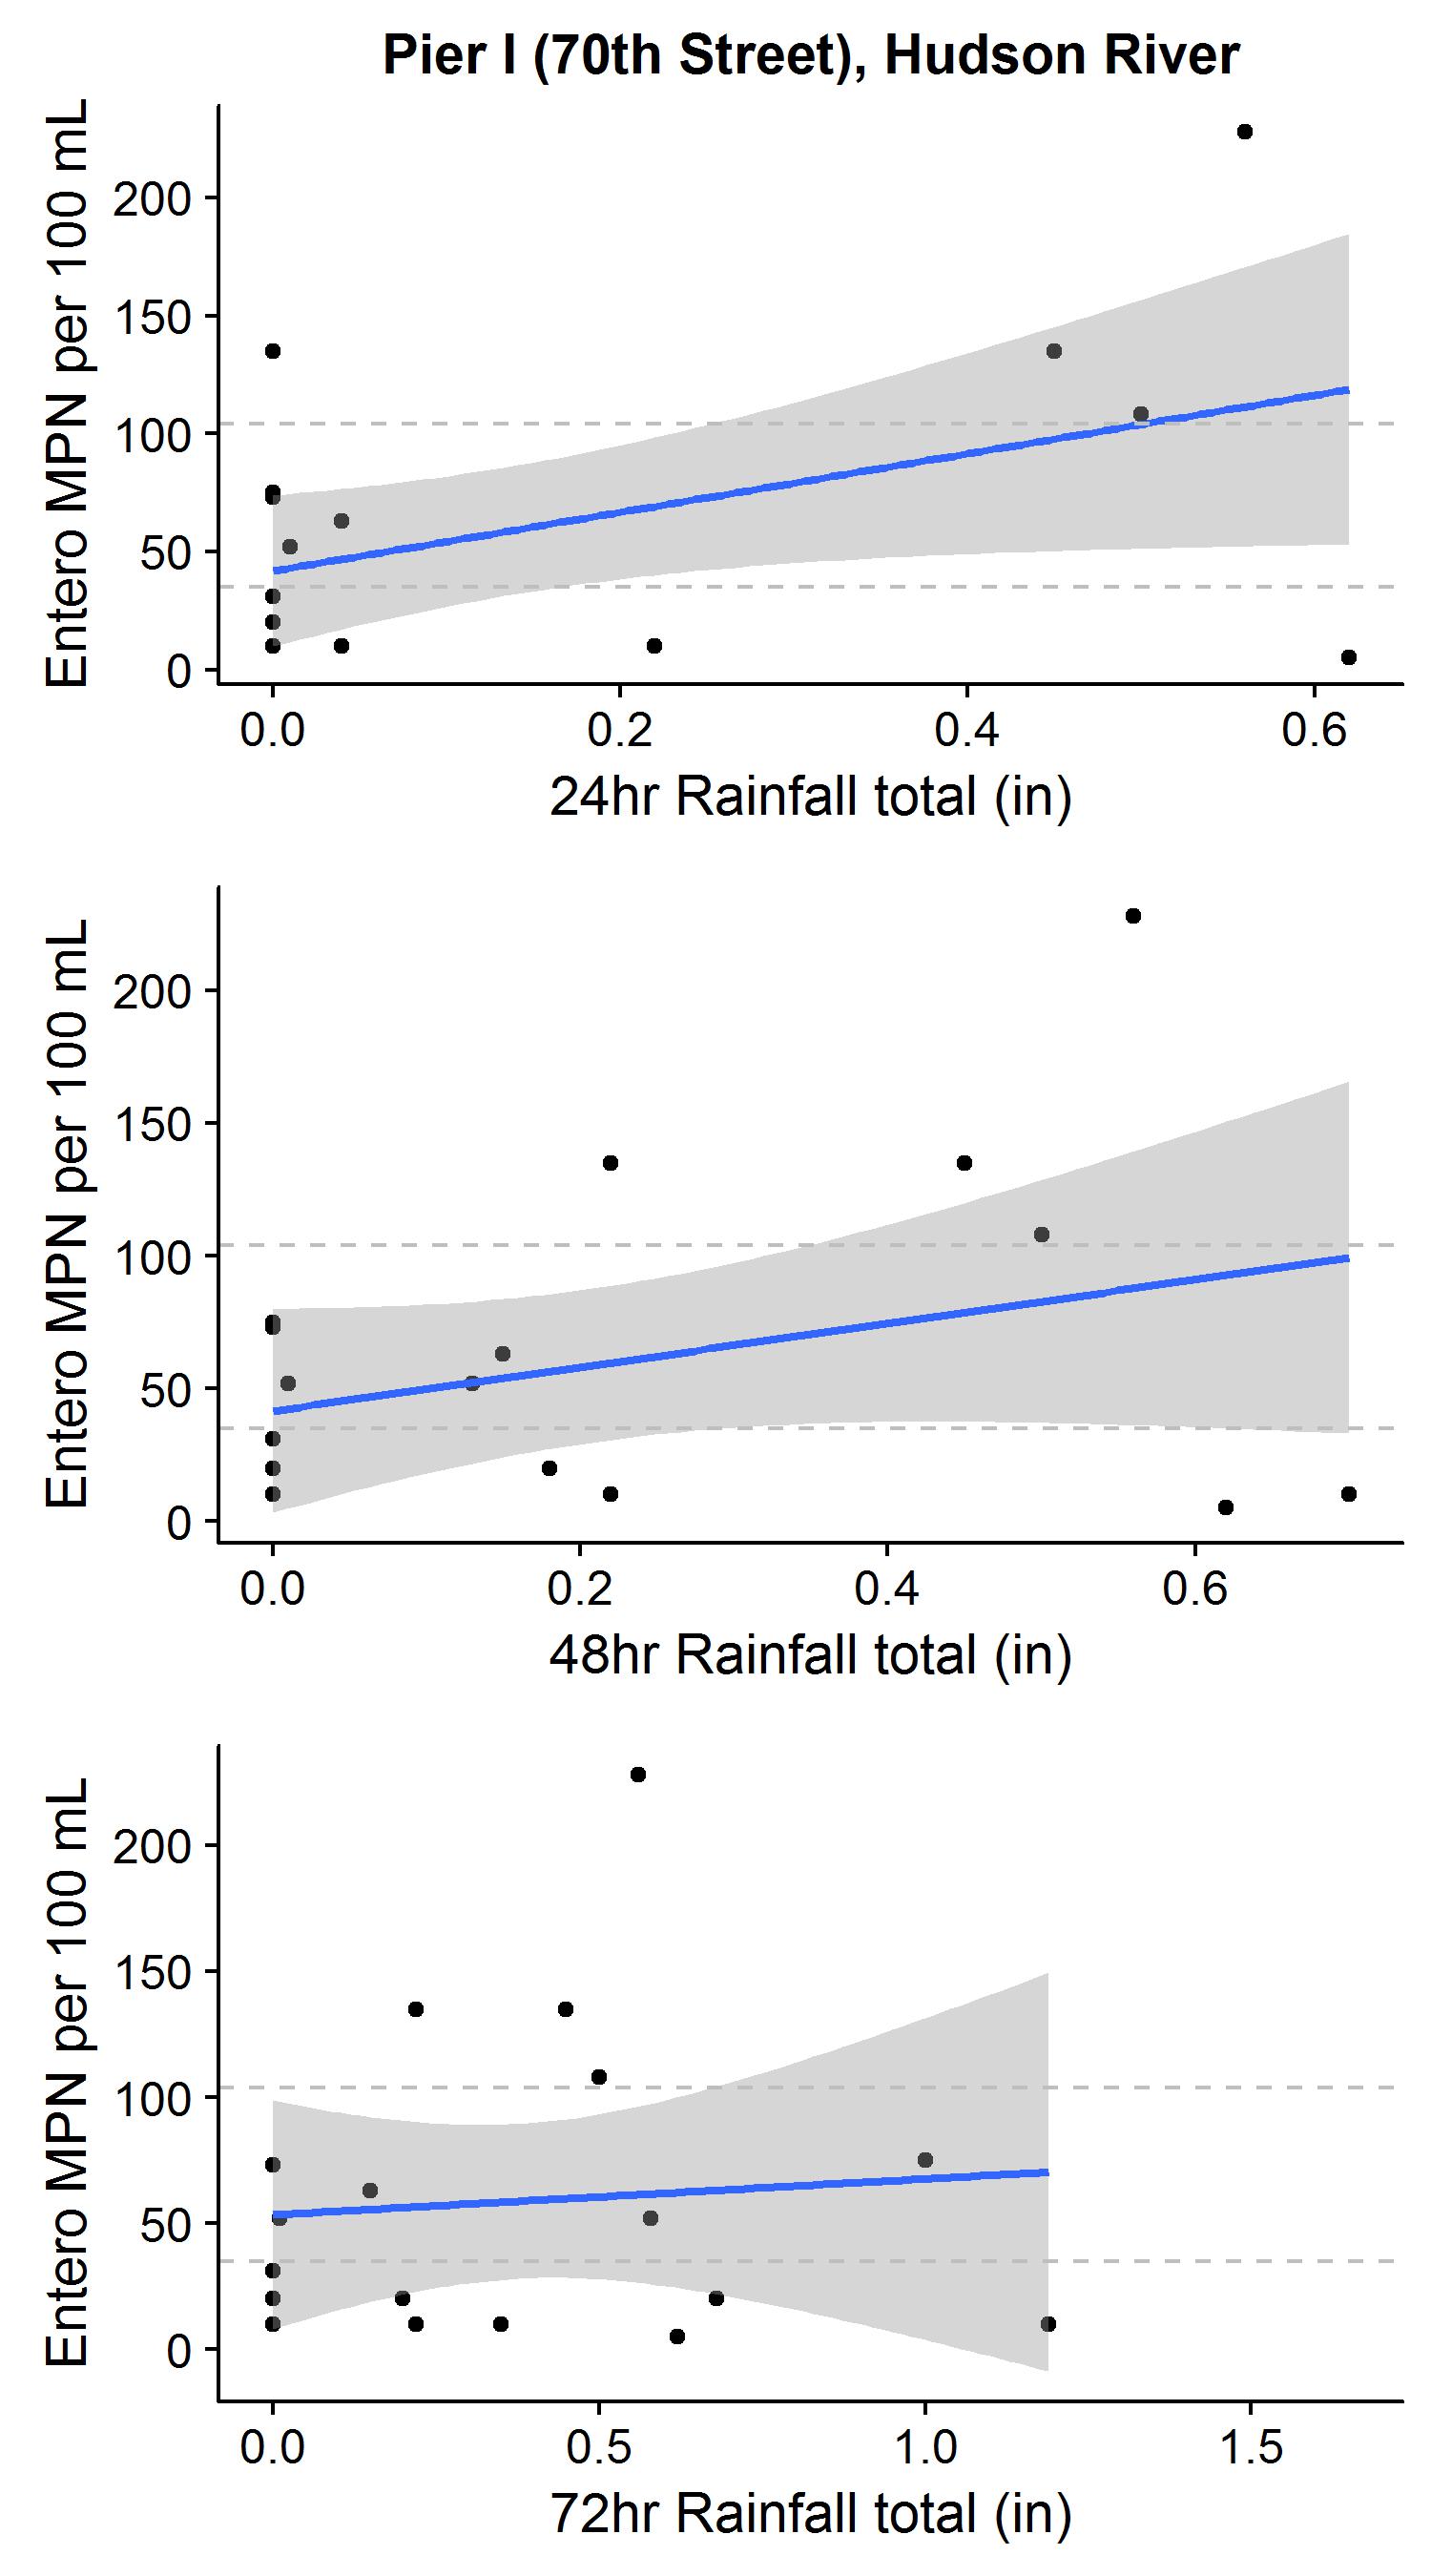 Pier I (70th Street), Hudson River
Entero MPN per 100 mL
200
150
100
50
0
0.0 0.2 0.4 0.6
24hr Rainfall total (in)
Entero MPN per 100 mL
200
150
100
50
0
0.0 0.2 0.4 0.6
48hr Rainfall total (in)
Entero MPN per 100 mL
200
150
100
50
0
0.0 0.5 1.0 1.5
72hr Rainfall total (in)